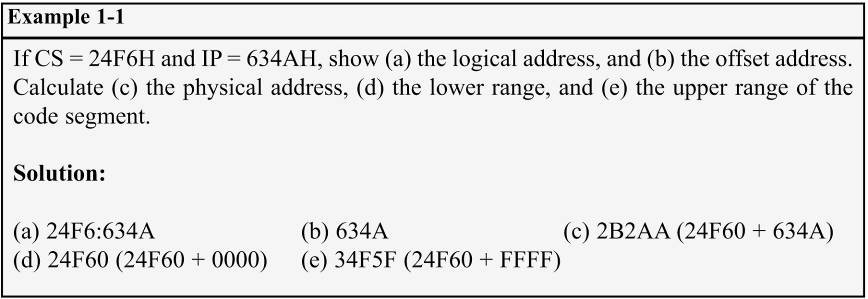 Example 1-1
If CS = 24F6H and IP = 634AH, show (a) the logical address, and (b) the offset address.
Calculate (c) the physical address, (d) the lower range, and (e) the upper range of the
code segment.
Solution:
(a) 24F6:634A (b) 634A (c) 2B2AA (24F60 + 634A)
(d) 24F60 (24F60 + 0000) (e) 34F5F (24F60 + FFFF)